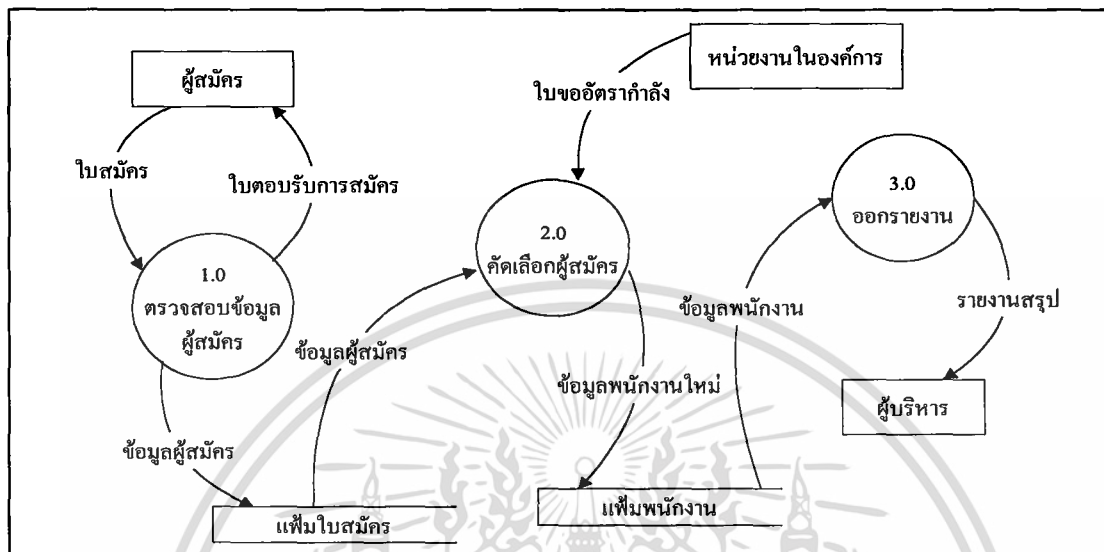 ผู้สมัคร
หน่วยงานในองค์การ
ใบขออัตรากำลัง
ใบสมัคร
ใบตอบรับการสมัคร
1.0
ตรวจสอบข้อมูล
ผู้สมัคร
2.0
คัดเลือกผู้สมัคร
3.0
ออกรายงาน
ข้อมูลผู้สมัคร
ข้อมูลผู้สมัคร
ข้อมูลพนักงานใหม่
ข้อมูลพนักงาน
รายงานสรุป
ผู้บริหาร
แฟ้มใบสมัคร
แฟ้มพนักงาน